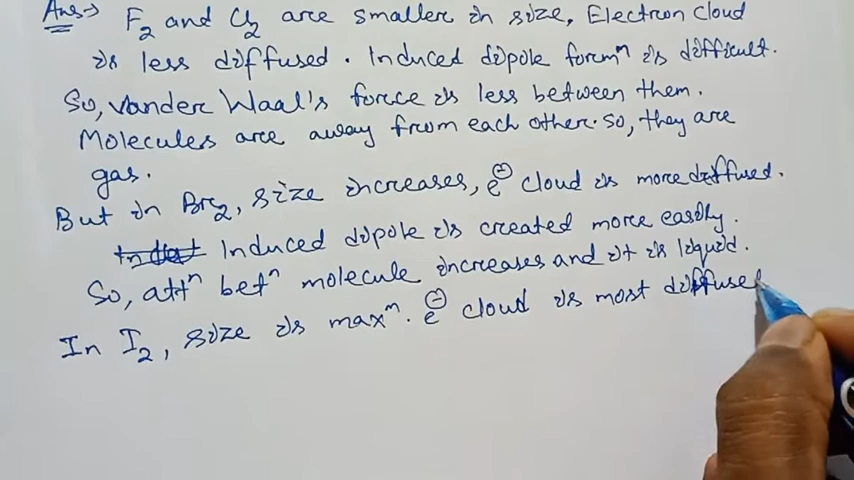 Ans→ F2 and Cl2 are smaller in size, Electron Cloud
is less diffused. Induced dipole formⁿ is difficult.
So, Vander Waal's force is less between them.
Molecules are away from each other. so, they are
gas.
But in Br2, size increases, e⊖ cloud is more diffused.
Induced dipole is created more easily.
So, attⁿ betⁿ molecule increases and it is liquid.
In I2, size is maxᵐ. e⊖ cloud is most diffused